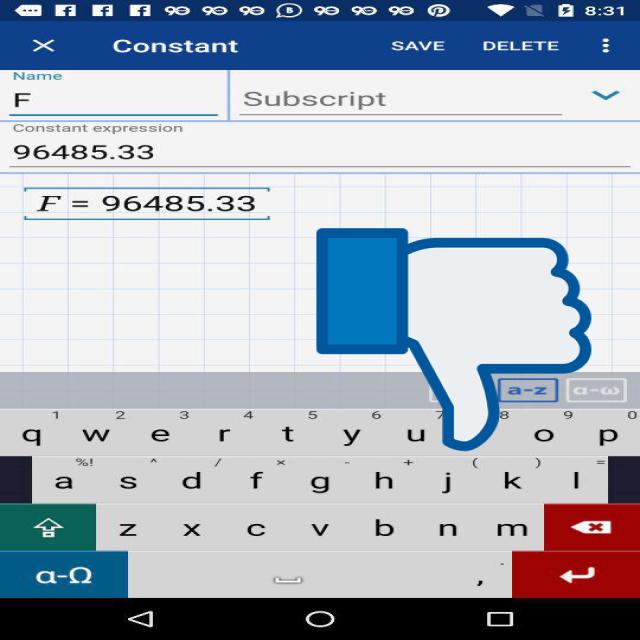 8:31
Constant SAVE DELETE
Name
F Subscript
Constant expression
96485.33
F = 96485.33
a-z α-ω
1 2 3 4 5 6 7 8 9 0
q w e r t y u o p
%! ^ / × - + ( ) =
a s d f g h j k l
z x c v b n m
α-Ω , .